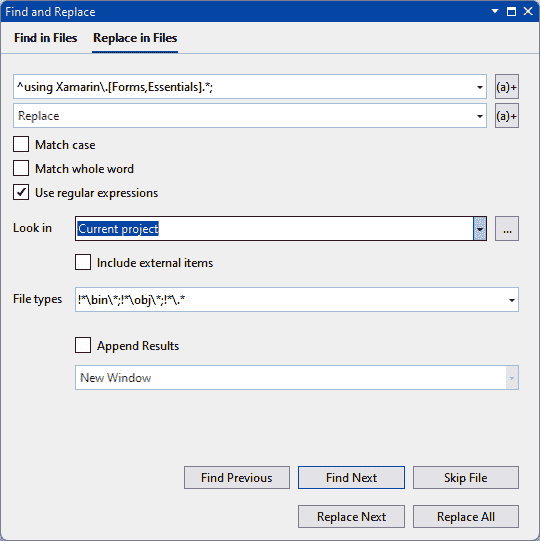 Find and Replace
Find in Files Replace in Files
^using Xamarin\.[Forms,Essentials].*; (a)+
Replace (a)+
Match case
Match whole word
Use regular expressions
Look in Current project ...
Include external items
File types !*\bin\*;!*\obj\*;!*\.*
Append Results
New Window
Find Previous Find Next Skip File
Replace Next Replace All